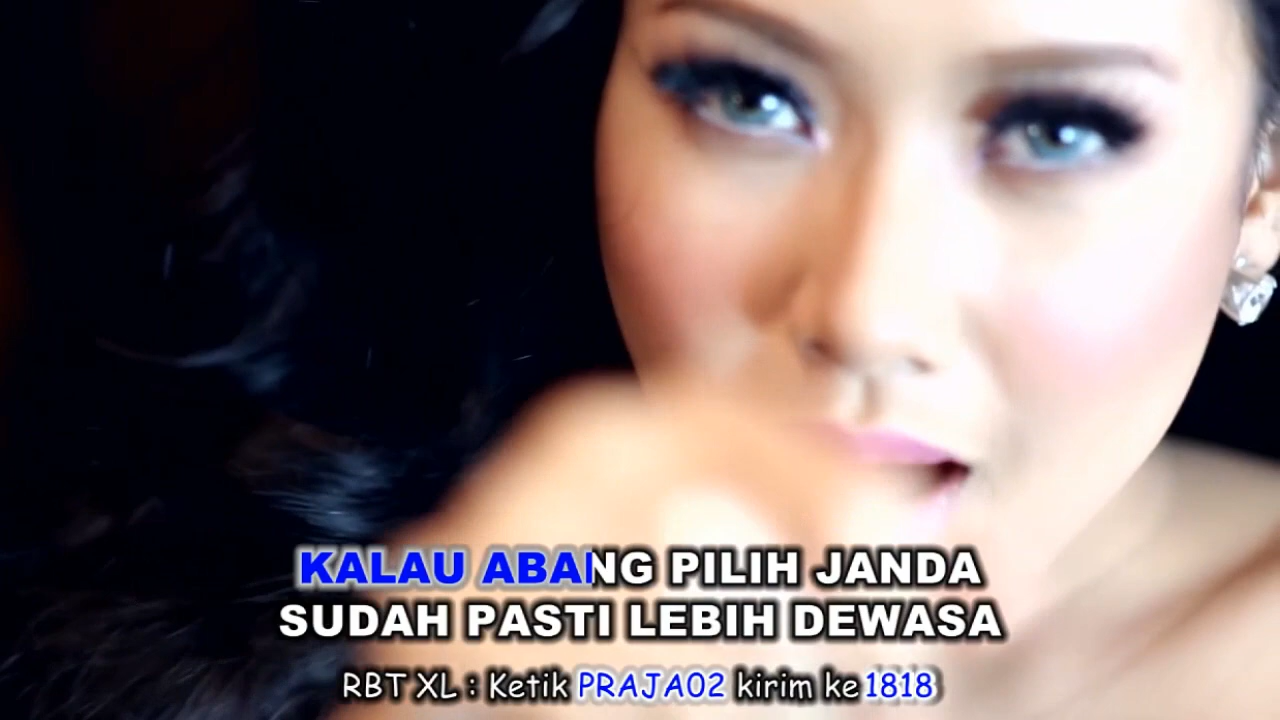 KALAU ABANG PILIH JANDA
SUDAH PASTI LEBIH DEWASA
RBT XL : Ketik PRAJA02 kirim ke 1818